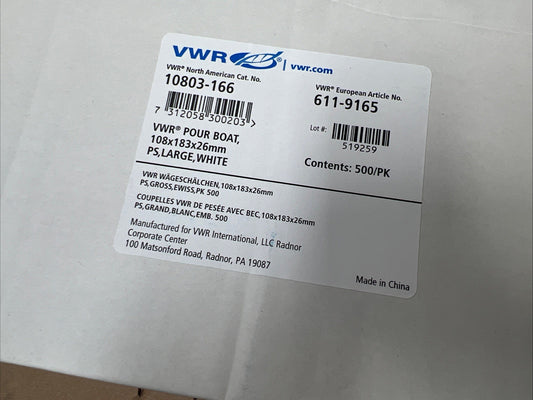 VWR® | vwr.com
VWR® North American Cat. No.
10803-166
7 312058 300203 >
VWR® POUR BOAT,
108x183x26mm
PS,LARGE,WHITE
VWR® European Article No.
611-9165
Lot #:
519259
Contents: 500/PK
VWR WÄGESCHÄLCHEN,108x183x26mm
PS,GROSS,EWISS,PK 500
COUPELLES VWR DE PESÉE AVEC BEC,108x183x26mm
PS,GRAND,BLANC,EMB. 500
Manufactured for VWR International, LLC Radnor
Corporate Center
100 Matsonford Road, Radnor, PA 19087
Made in China